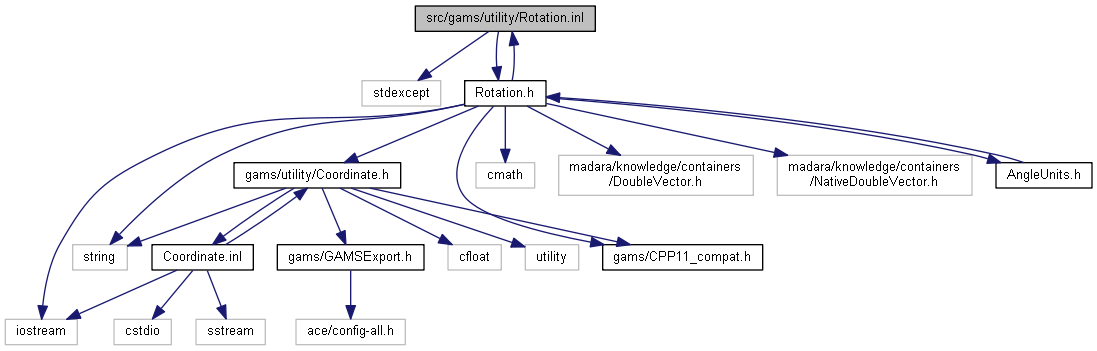 src/gams/utility/Rotation.inl
stdexcept
Rotation.h
gams/utility/Coordinate.h
cmath
madara/knowledge/containers
/DoubleVector.h
madara/knowledge/containers
/NativeDoubleVector.h
AngleUnits.h
string
Coordinate.inl
gams/GAMSExport.h
cfloat
utility
gams/CPP11_compat.h
iostream
cstdio
sstream
ace/config-all.h